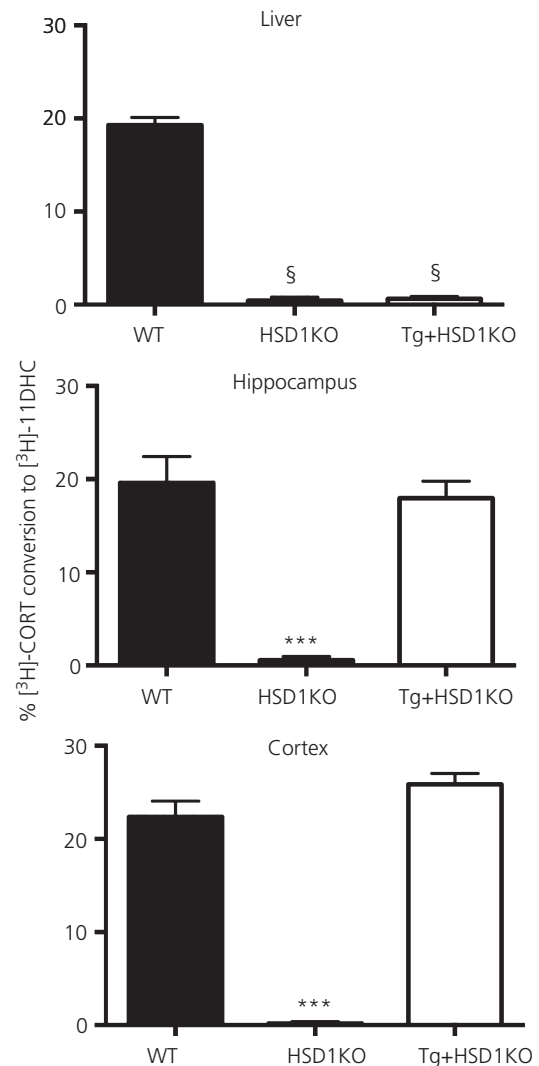 Liver
30
20
10
0
§
§
WT HSD1KO Tg+HSD1KO
% [³H]-CORT conversion to [³H]-11DHC
Hippocampus
30
20
10
0
***
WT HSD1KO Tg+HSD1KO
Cortex
30
20
10
0
***
WT HSD1KO Tg+HSD1KO